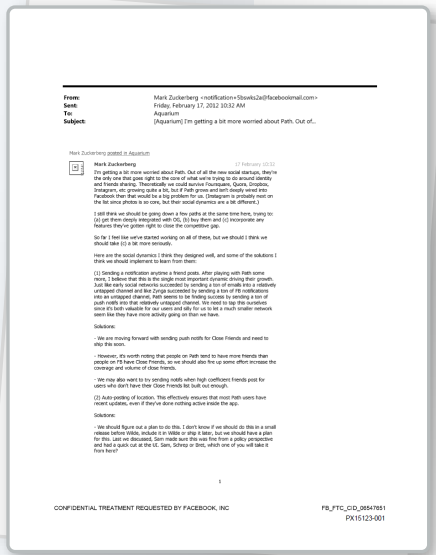 From: Mark Zuckerberg <notification+5bswks2a@facebookmail.com>
Sent: Friday, February 17, 2012 10:32 AM
To: Aquarium
Subject: [Aquarium] I'm getting a bit more worried about Path. Out of...
Mark Zuckerberg posted in Aquarium
Mark Zuckerberg 17 February 10:32
I'm getting a bit more worried about Path. Out of all the new social startups, they're
the only one that goes right to the core of what we're trying to do around identity
and friends sharing. Theoretically we could survive Foursquare, Quora, Dropbox,
Instagram, etc growing quite a bit, but if Path grows and isn't deeply wired into
Facebook then that would be a big problem for us. (Instagram is probably next on
the list since photos is so core, but their social dynamics are a bit different.)
I still think we should be going down a few paths at the same time here, trying to:
(a) get them deeply integrated with OG, (b) buy them and (c) incorporate any
features they've gotten right to close the competitive gap.
So far I feel like we've started working on all of these, but we should I think we
should take (c) a bit more seriously.
Here are the social dynamics I think they designed well, and some of the solutions I
think we should implement to learn from them:
(1) Sending a notification anytime a friend posts. After playing with Path some
more, I believe that this is the single most important dynamic driving their growth.
Just like early social networks succeeded by sending a ton of emails into a relatively
untapped channel and like Zynga succeeded by sending a ton of FB notifications
into an untapped channel, Path seems to be finding success by sending a ton of
push notifs into that relatively untapped channel. We need to tap this ourselves
since it's both valuable for our users and silly for us to let a much smaller network
seem like they have more activity going on than we have.
Solutions:
- We are moving forward with sending push notifs for Close Friends and need to
ship this soon.
- However, it's worth noting that people on Path tend to have more friends than
people on FB have Close Friends, so we should also fire up some effort increase the
coverage and volume of close friends.
- We may also want to try sending notifs when high coefficient friends post for
users who don't have their Close Friends list built out enough.
(2) Auto-posting of location. This effectively ensures that most Path users have
recent updates, even if they've done nothing active inside the app.
Solutions:
- We should figure out a plan to do this. I don't know if we should do this in a small
release before Wilde, include it in Wilde or ship it later, but we should have a plan
for this. Last we discussed, Sam made sure this was fine from a policy perspective
and had a quick cut at the UI. Sam, Schrep or Bret, which one of you will take it
from here?
1
CONFIDENTIAL TREATMENT REQUESTED BY FACEBOOK, INC FB_FTC_CID_06547651
PX15123-001